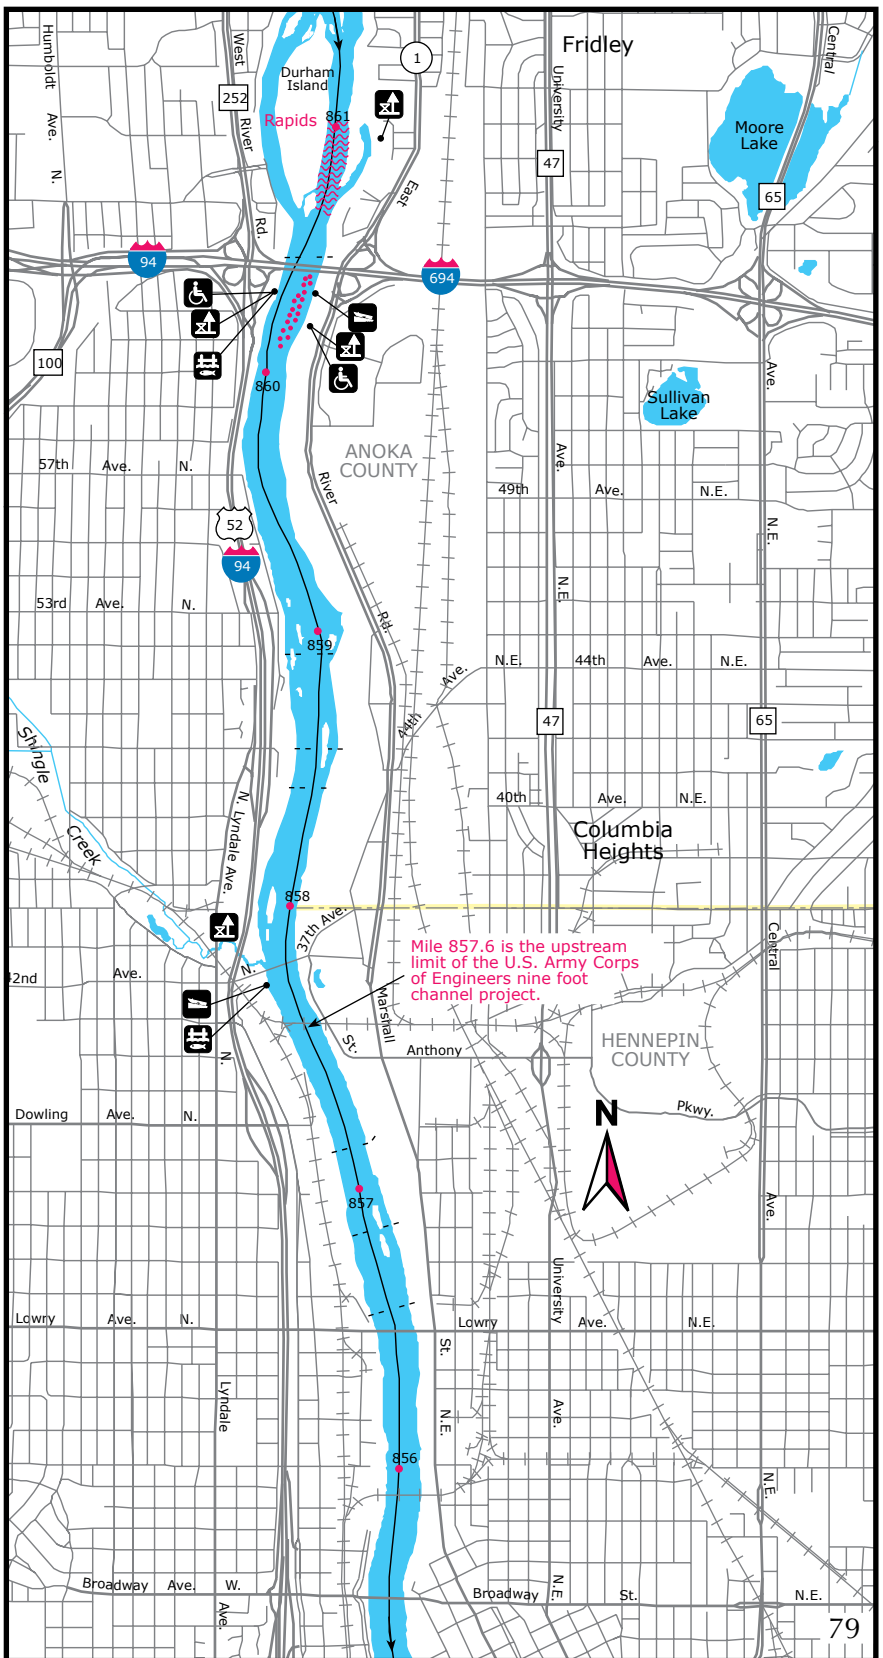 Humboldt
Ave.
N.
West
River
Rd.
252
Durham
Island
Rapids
861
1
Fridley
University
47
Central
Moore
Lake
65
East
94
694
100
860
Sullivan
Lake
Ave.
ANOKA
COUNTY
57th Ave. N.
River
49th Ave. N.E.
Ave.
N.E.
52
94
53rd Ave. N.
N.E.
Rd.
859
N.E. 44th Ave. N.E.
44th Ave.
47
65
Shingle
Creek
N. Lyndale Ave.
40th Ave. N.E.
Columbia
Heights
858
37th Ave.
Central
42nd Ave. N.
Mile 857.6 is the upstream
limit of the U.S. Army Corps
of Engineers nine foot
channel project.
Marshall
St.
Anthony
HENNEPIN
COUNTY
N.
N
Pkwy.
Dowling Ave. N.
857
Ave.
University
Lowry Ave. N.
Lowry Ave. N.E.
St.
Lyndale
N.E.
Ave.
856
N.E.
Broadway Ave. W.
Broadway St. N.E.
N.E.
Ave.
79